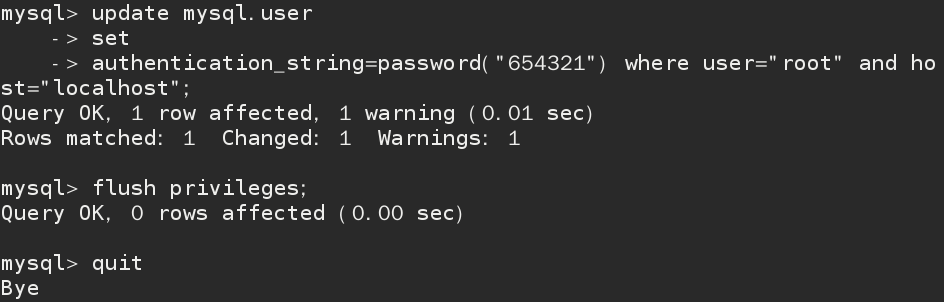 mysql> update mysql.user
    -> set
    -> authentication_string=password("654321") where user="root" and ho
st="localhost";
Query OK, 1 row affected, 1 warning (0.01 sec)
Rows matched: 1  Changed: 1  Warnings: 1

mysql> flush privileges;
Query OK, 0 rows affected (0.00 sec)

mysql> quit
Bye